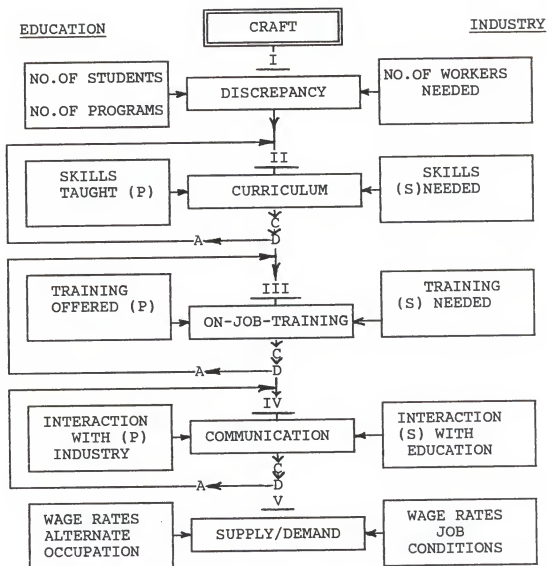 EDUCATION
CRAFT
INDUSTRY
I
NO.OF STUDENTS
NO.OF PROGRAMS
DISCREPANCY
NO.OF WORKERS
NEEDED
II
SKILLS
TAUGHT (P)
CURRICULUM
SKILLS
(S)NEEDED
C
A D
III
TRAINING
OFFERED (P)
ON-JOB-TRAINING
TRAINING
(S) NEEDED
C
A D
IV
INTERACTION
WITH (P)
INDUSTRY
COMMUNICATION
INTERACTION
(S) WITH
EDUCATION
C
A D
V
WAGE RATES
ALTERNATE
OCCUPATION
SUPPLY/DEMAND
WAGE RATES
JOB
CONDITIONS